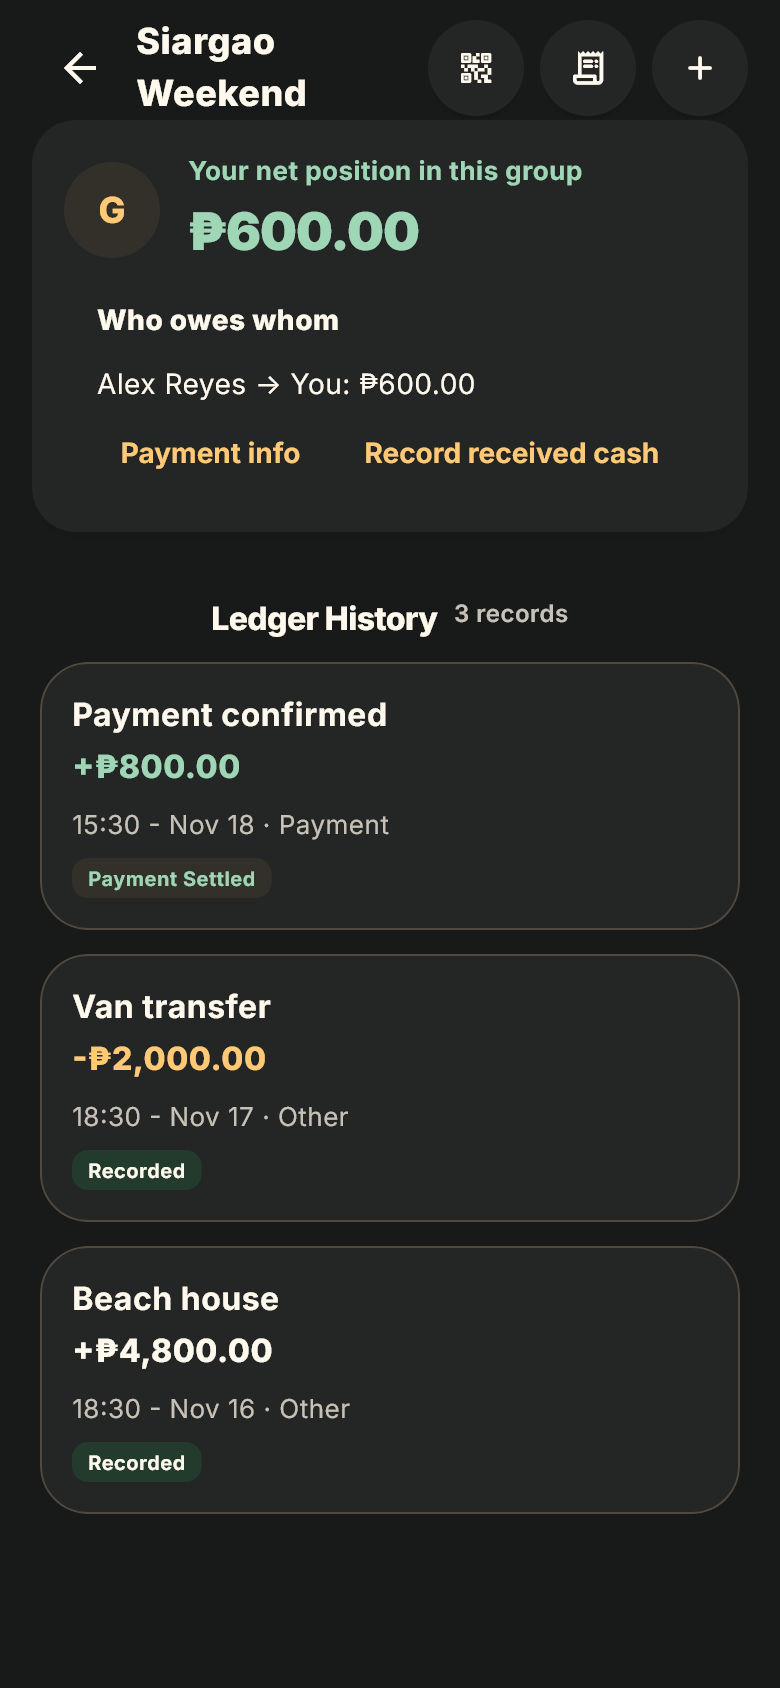 Siargao
Weekend
G
Your net position in this group
₱600.00
Who owes whom
Alex Reyes → You: ₱600.00
Payment info
Record received cash
Ledger History 3 records
Payment confirmed
+₱800.00
15:30 - Nov 18 · Payment
Payment Settled
Van transfer
-₱2,000.00
18:30 - Nov 17 · Other
Recorded
Beach house
+₱4,800.00
18:30 - Nov 16 · Other
Recorded